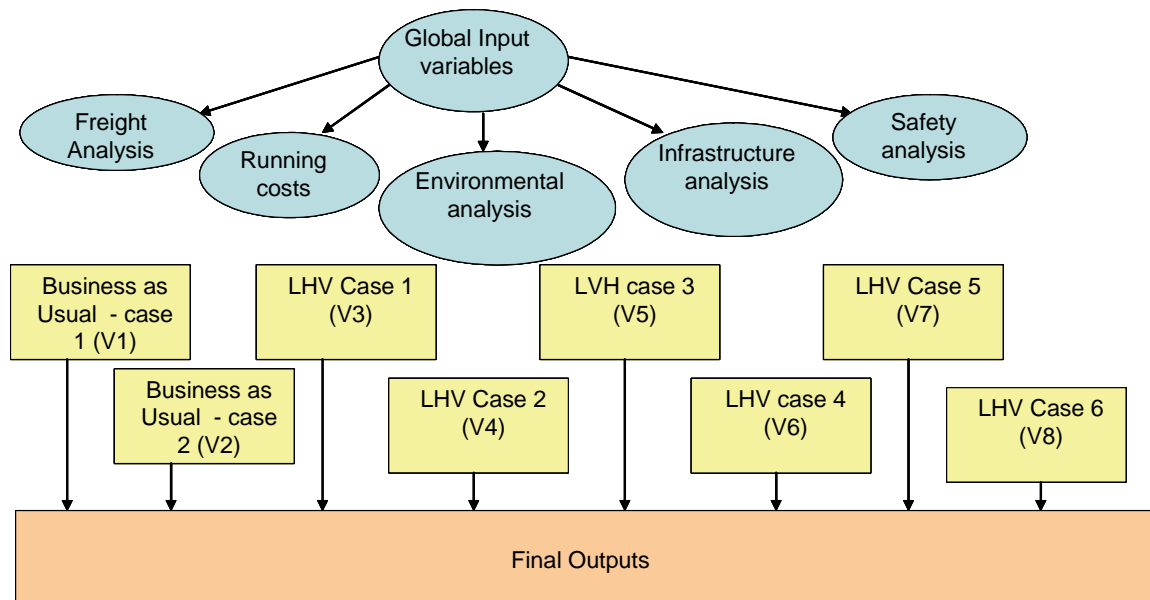 Global Input
variables
Freight
Analysis
Running
costs
Environmental
analysis
Infrastructure
analysis
Safety
analysis
Business as
Usual - case
1 (V1)
Business as
Usual - case
2 (V2)
LHV Case 1
(V3)
LHV Case 2
(V4)
LVH case 3
(V5)
LHV case 4
(V6)
LHV Case 5
(V7)
LHV Case 6
(V8)
Final Outputs